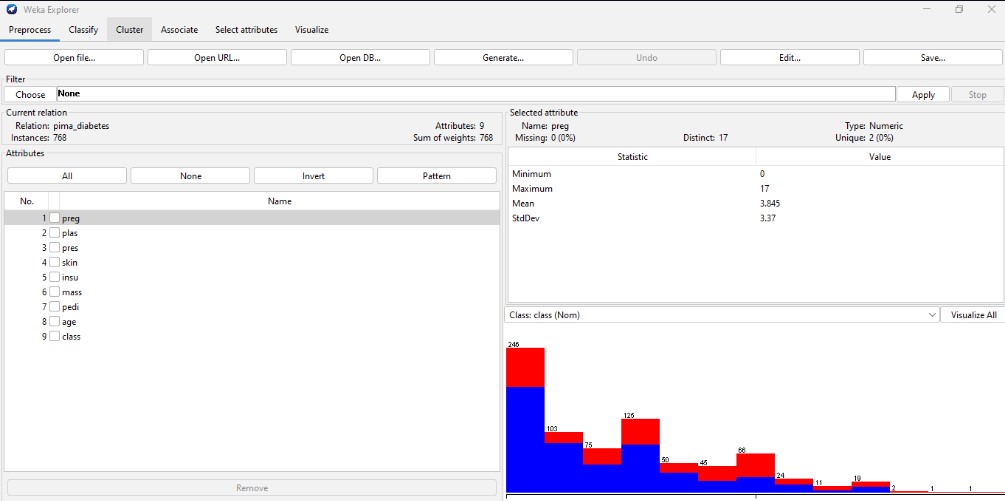 Weka Explorer
Preprocess Classify Cluster Associate Select attributes Visualize
Open file... Open URL... Open DB... Generate... Undo Edit... Save...
Filter
Choose None Apply Stop
Current relation
Relation: pima_diabetes Attributes: 9
Instances: 768 Sum of weights: 768
Selected attribute
Name: preg Type: Numeric
Missing: 0 (0%) Distinct: 17 Unique: 2 (0%)
Attributes
All None Invert Pattern
No. Name
1 preg
2 plas
3 pres
4 skin
5 insu
6 mass
7 pedi
8 age
9 class
Remove
Statistic Value
Minimum 0
Maximum 17
Mean 3.845
StdDev 3.37
Class: class (Nom) Visualize All
246
103
75
125
50
45
66
24
11
19
2
1
1